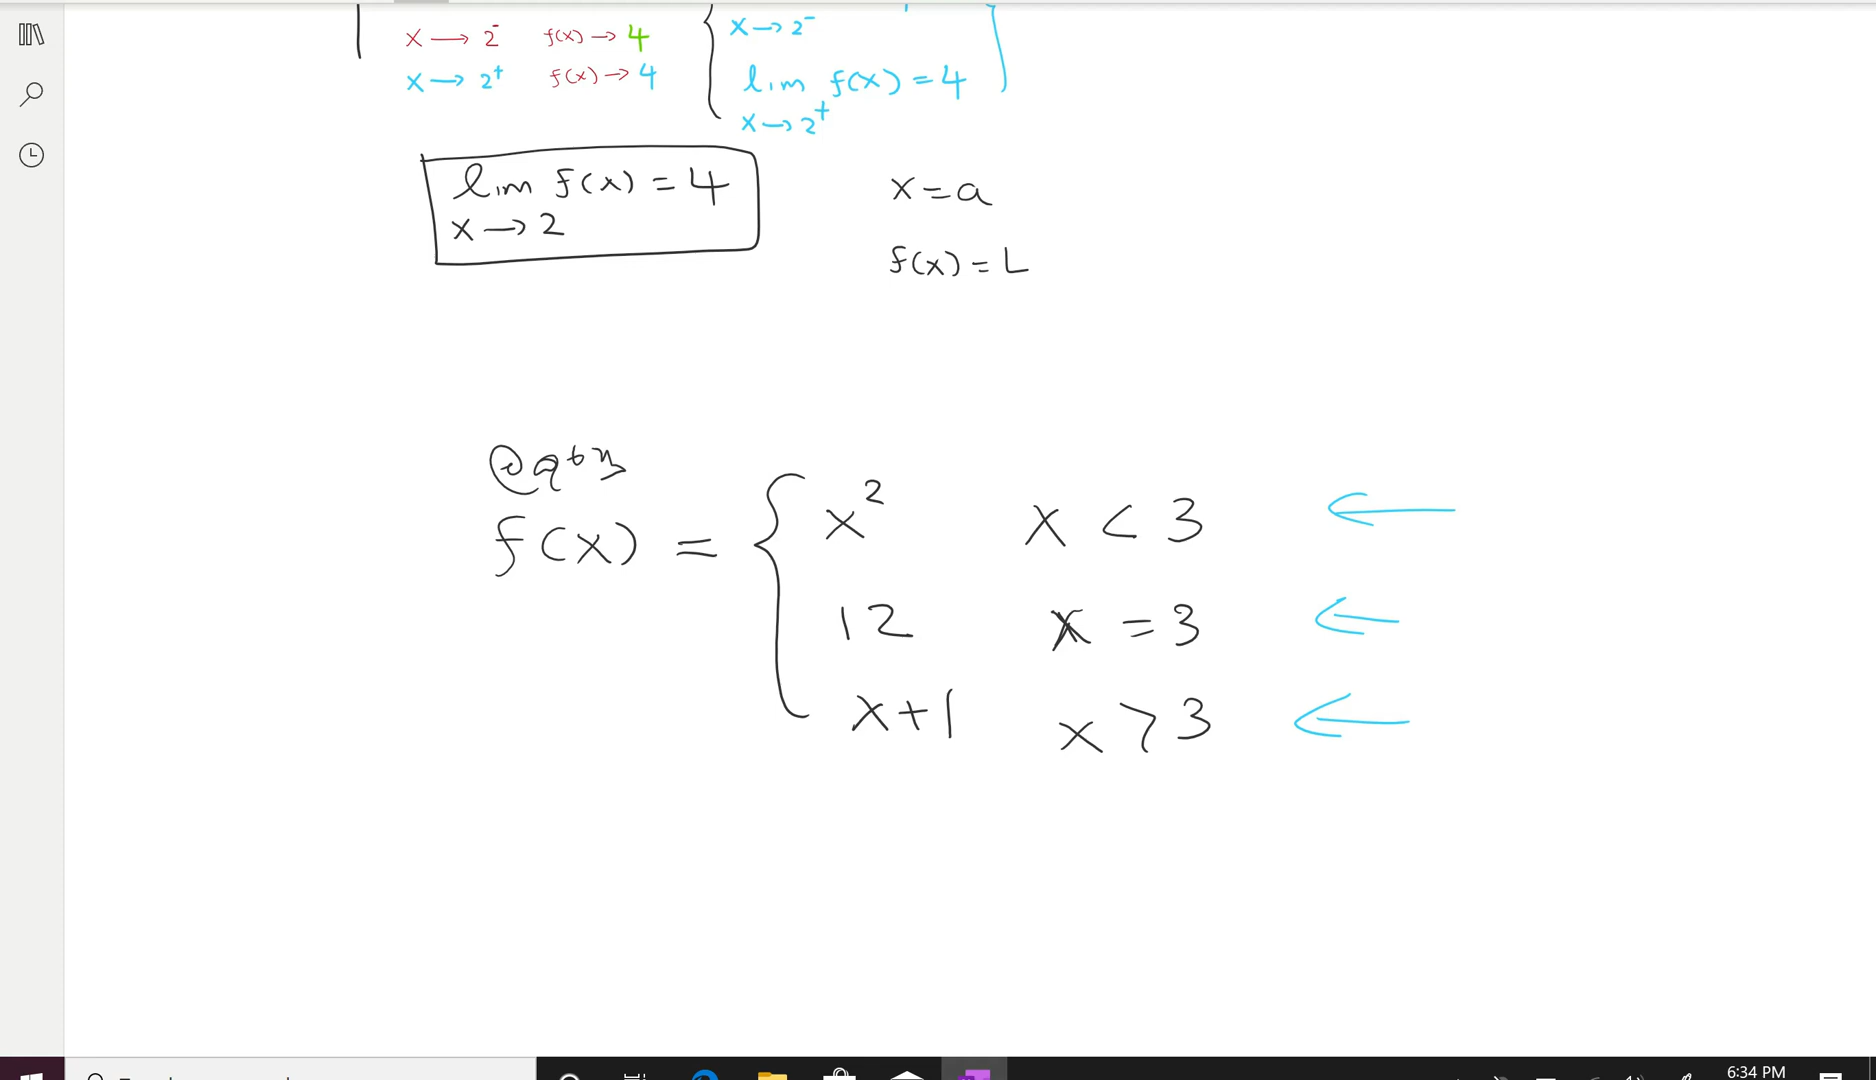 x → 2⁻ f(x) → 4
x → 2⁺ f(x) → 4
x → 2⁻
lim f(x) = 4
x → 2⁺
lim f(x) = 4
x → 2
x = a
f(x) = L
f(x) = { x² x < 3
12 x = 3
x + 1 x > 3
6:34 PM